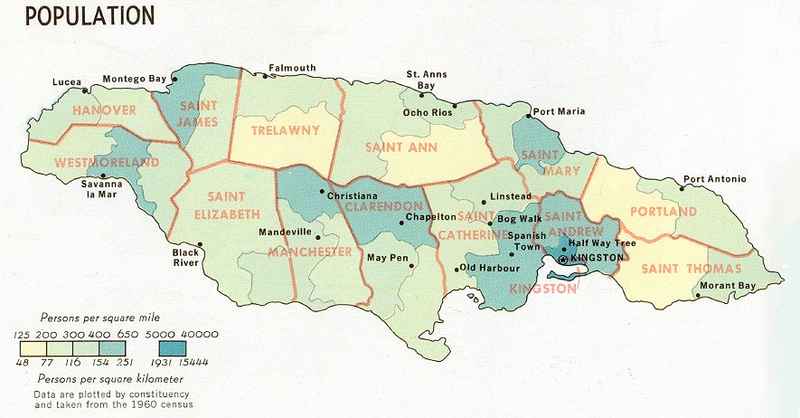 POPULATION
Lucea
Montego Bay
Falmouth
St. Anns
Bay
Ocho Rios
Port Maria
HANOVER
SAINT
JAMES
TRELAWNY
SAINT ANN
SAINT
MARY
WESTMORELAND
Savanna
la Mar
SAINT
ELIZABETH
Christiana
CLARENDON
Chapelton
Linstead
SAINT
CATHERINE
Bog Walk
Spanish
Town
SAINT
ANDREW
Half Way Tree
KINGSTON
PORTLAND
Port Antonio
Mandeville
MANCHESTER
Black
River
May Pen
Old Harbour
KINGSTON
SAINT THOMAS
Morant Bay
Persons per square mile
125 200 300 400 650 5000 40000
48 77 116 154 251 1931 15444
Persons per square kilometer
Data are plotted by constituency
and taken from the 1960 census